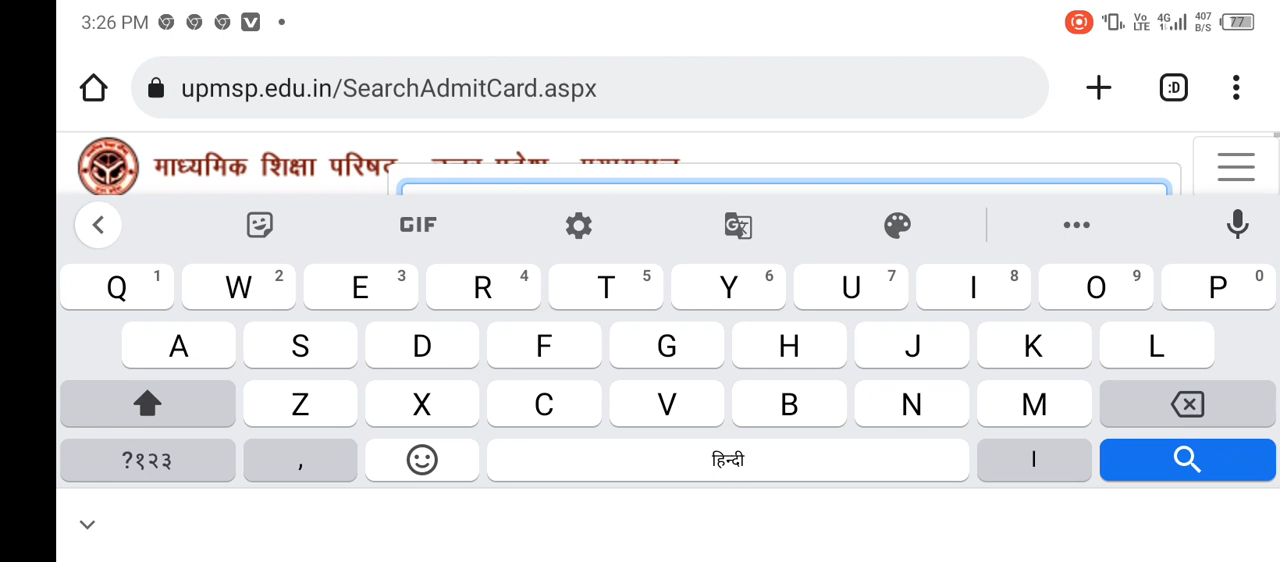 3:26 PM
Vo LTE 4G 407 B/S 77
upmsp.edu.in/SearchAdmitCard.aspx
:D
माध्यमिक शिक्षा परिषद
GIF
Q 1 W 2 E 3 R 4 T 5 Y 6 U 7 I 8 O 9 P 0
A S D F G H J K L
Z X C V B N M
?१२३ , हिन्दी ।